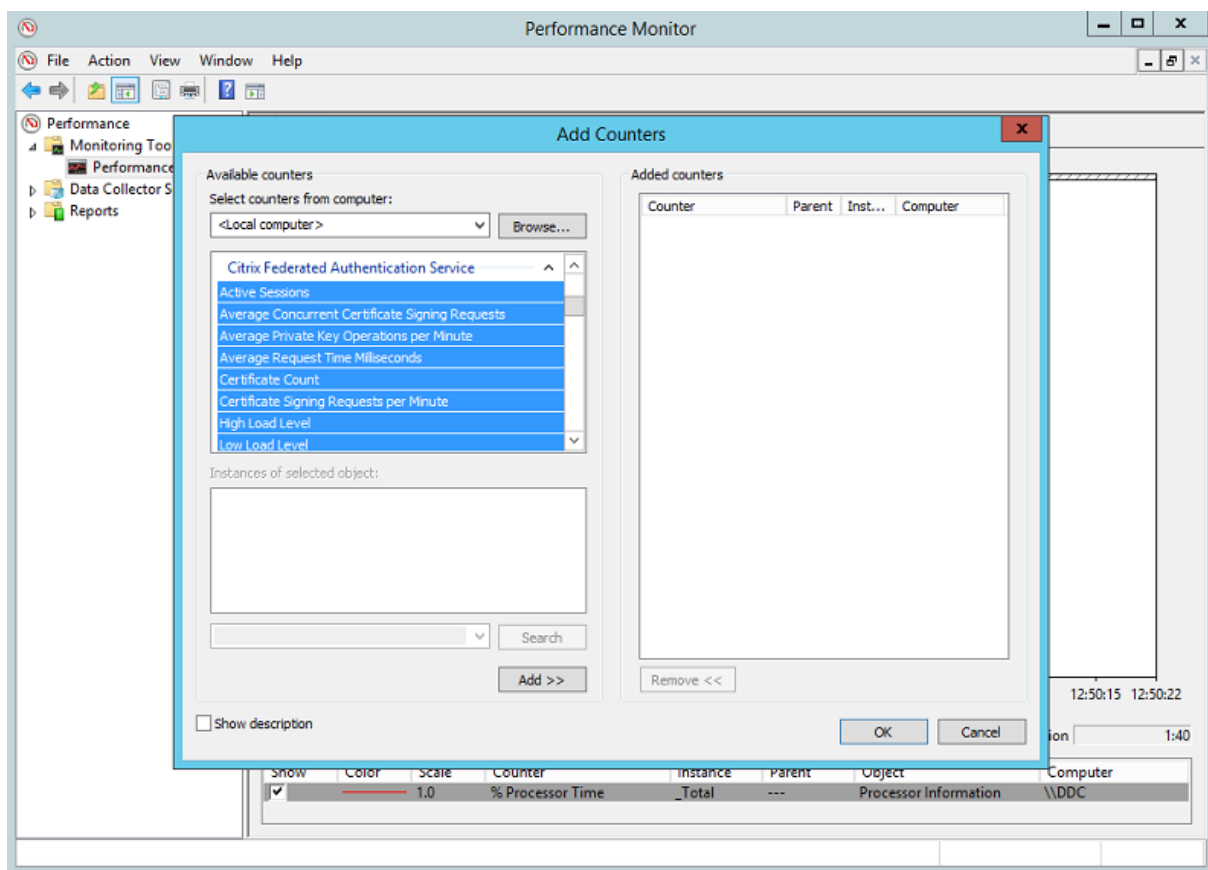 Performance Monitor
File Action View Window Help
Performance
Monitoring Too
Performance
Data Collector S
Reports
Add Counters
Available counters
Select counters from computer:
<Local computer>
Browse...
Citrix Federated Authentication Service
Active Sessions
Average Concurrent Certificate Signing Requests
Average Private Key Operations per Minute
Average Request Time Milliseconds
Certificate Count
Certificate Signing Requests per Minute
High Load Level
Low Load Level
Instances of selected object:
Search
Add >>
Show description
Added counters
Counter Parent Inst... Computer
Remove <<
OK Cancel
12:50:15 12:50:22
ion 1:40
Show Color Scale Counter Instance Parent Object Computer
1.0 % Processor Time _Total --- Processor Information \\DDC